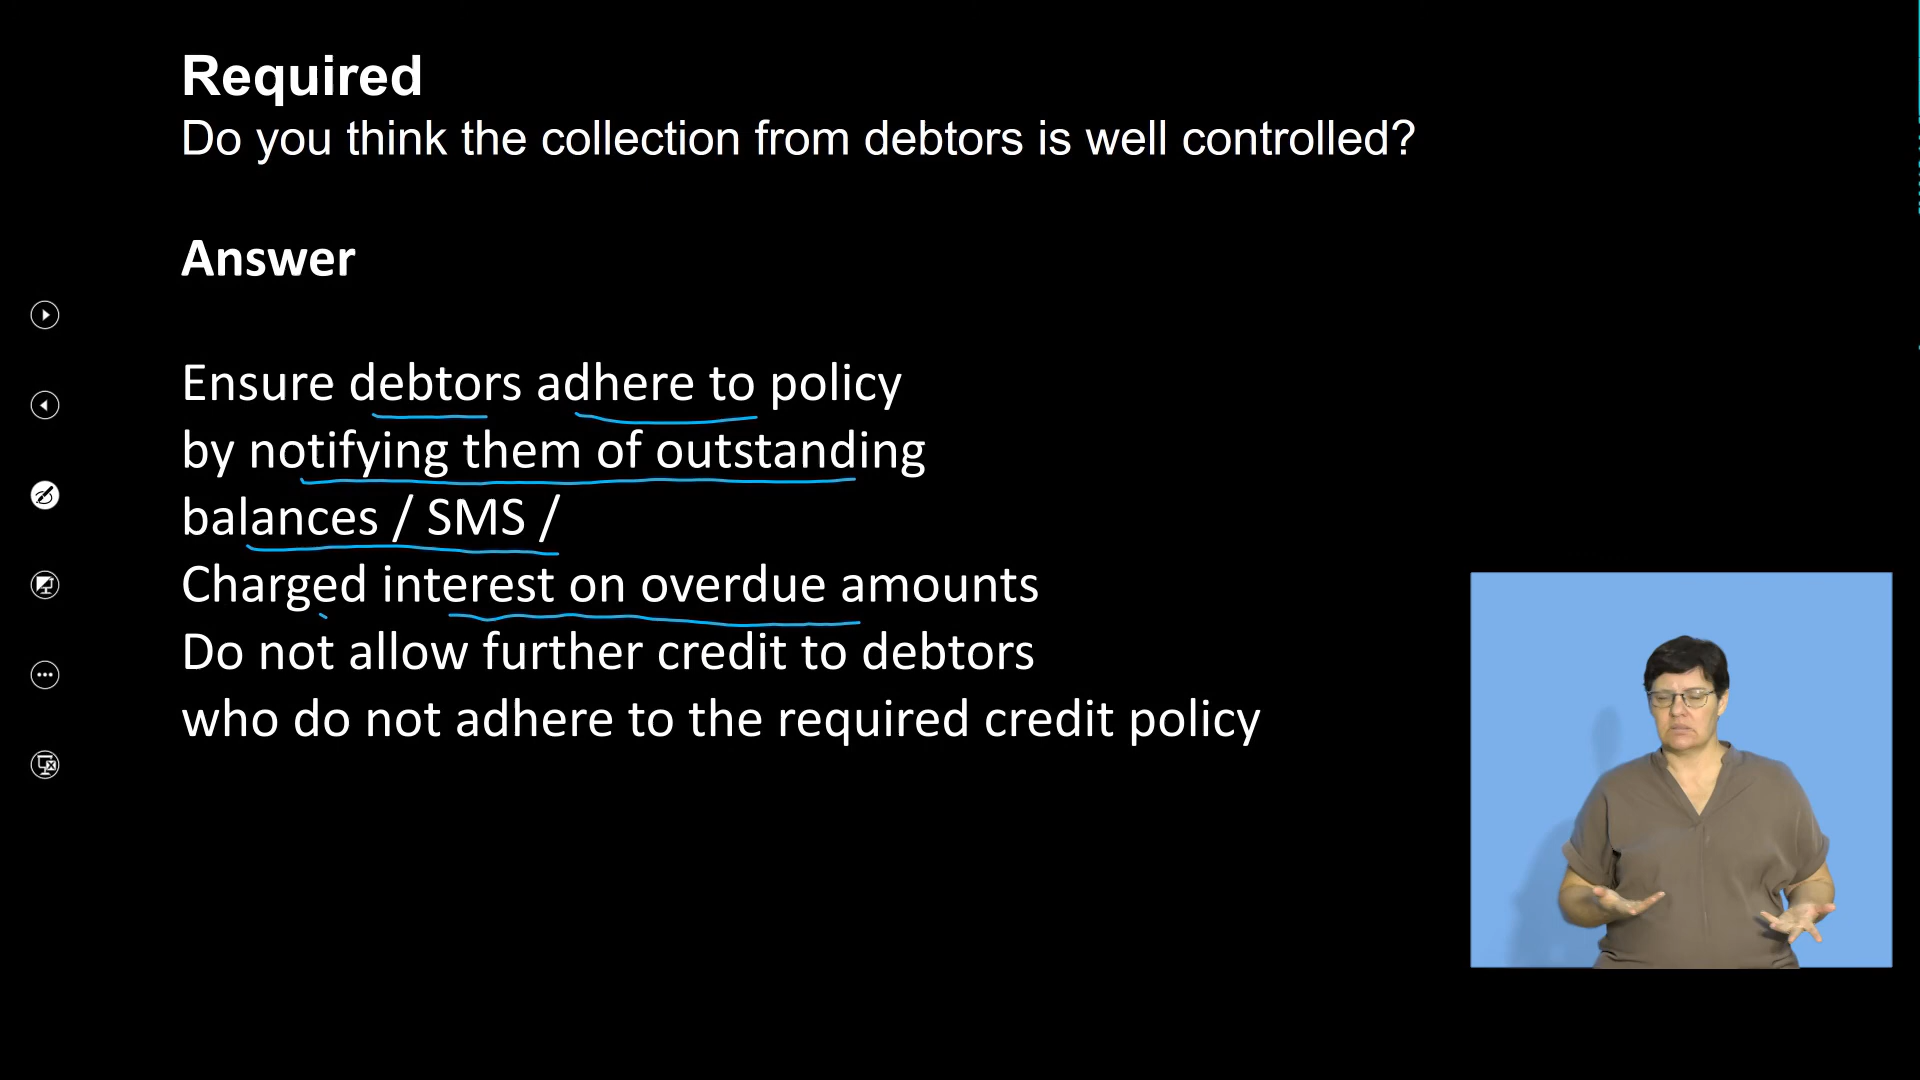 Required
Do you think the collection from debtors is well controlled?
Answer
Ensure debtors adhere to policy
by notifying them of outstanding
balances / SMS /
Charged interest on overdue amounts
Do not allow further credit to debtors
who do not adhere to the required credit policy